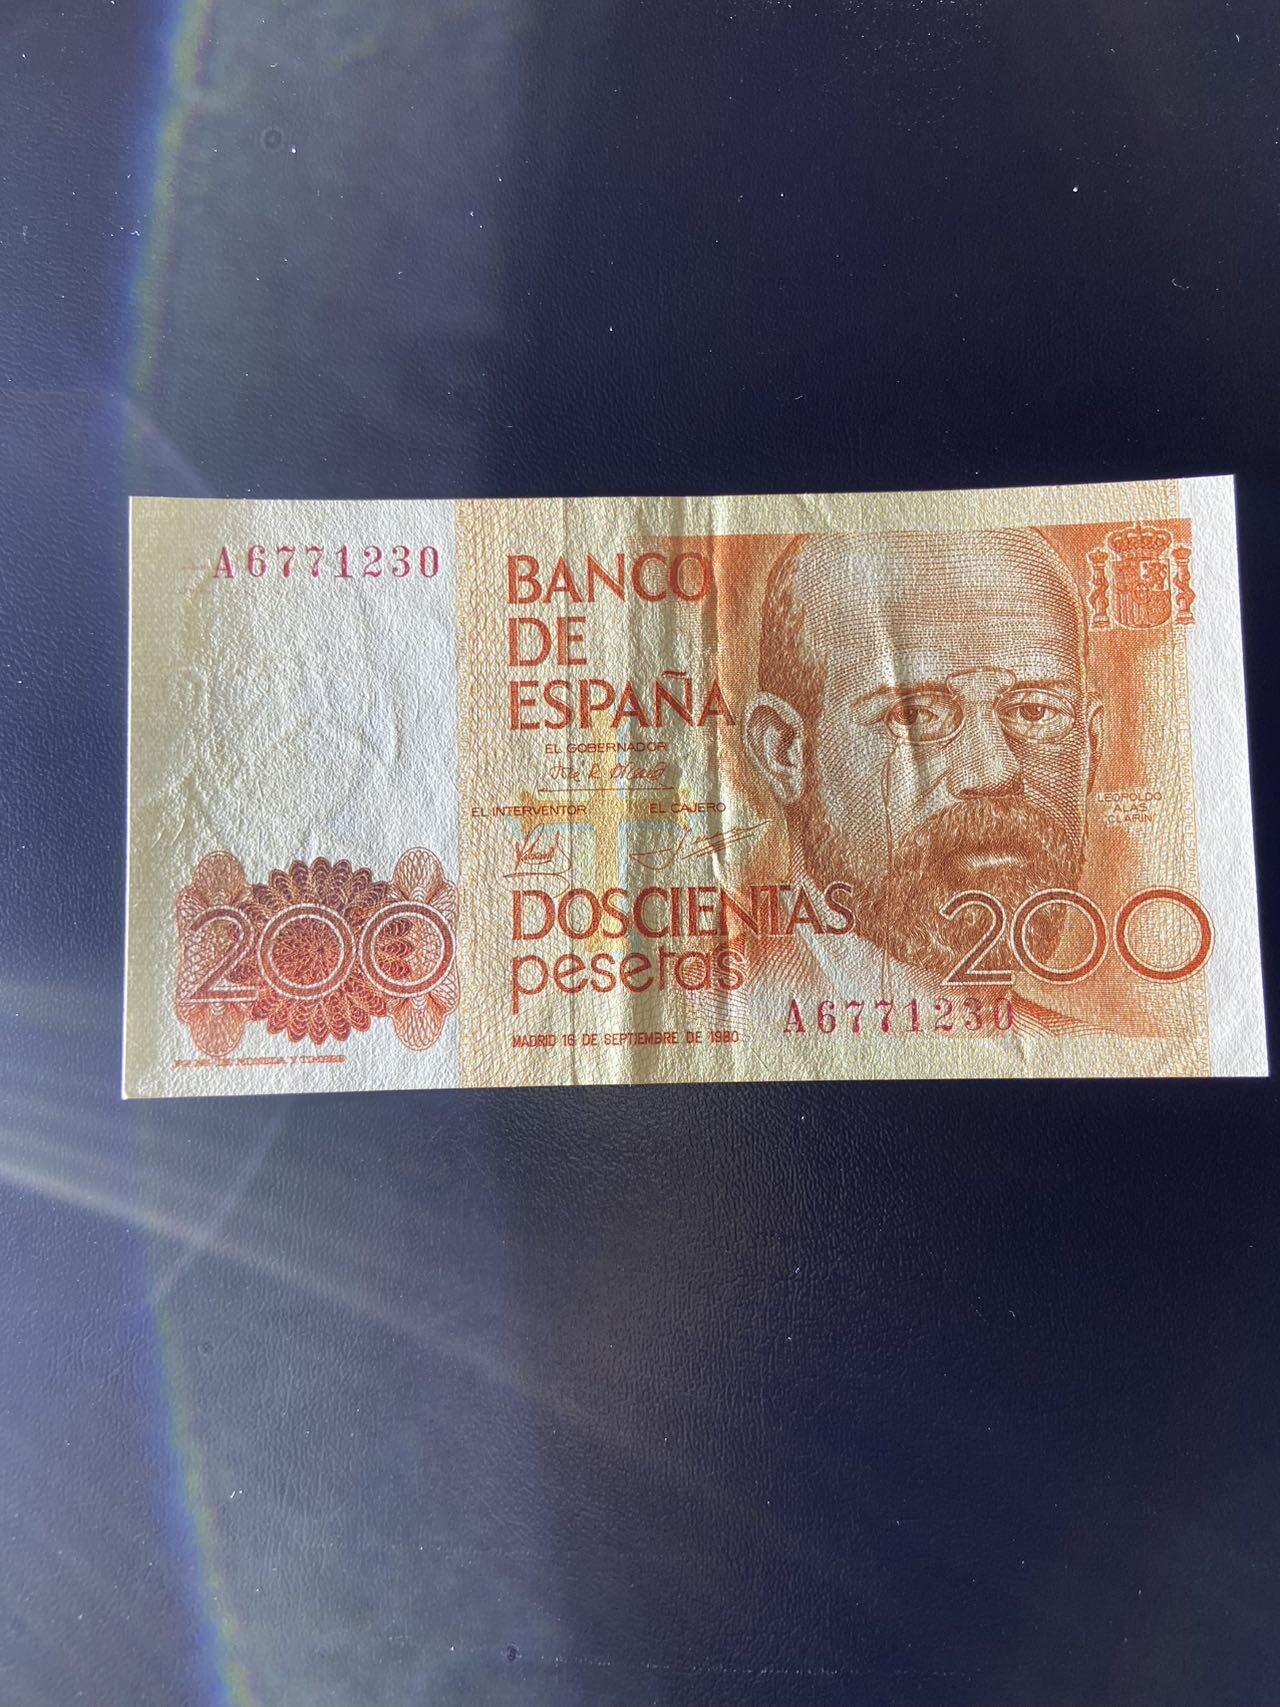 A6771230
BANCO
DE
ESPAÑA
EL GOBERNADOR
EL INTERVENTOR
EL CAJERO
LEOPOLDO
ALAS,
CLARIN
200
DOSCIENTAS
pesetas
200
A6771230
MADRID 16 DE SEPTIEMBRE DE 1980